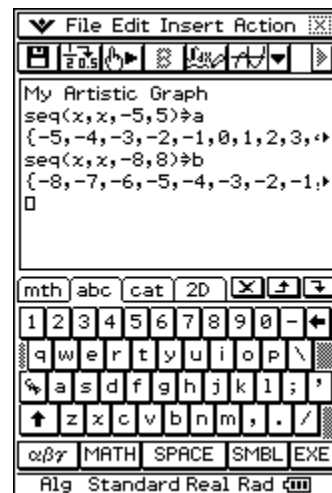 File Edit Insert Action
My Artistic Graph
seq(x,x,-5,5)⇒a
{-5,-4,-3,-2,-1,0,1,2,3,
seq(x,x,-8,8)⇒b
{-8,-7,-6,-5,-4,-3,-2,-1,
mth abc cat 2D
1 2 3 4 5 6 7 8 9 0 -
q w e r t y u i o p \
a s d f g h j k l ; '
z x c v b n m , . /
αβγ MATH SPACE SMBL EXE
Alg Standard Real Rad